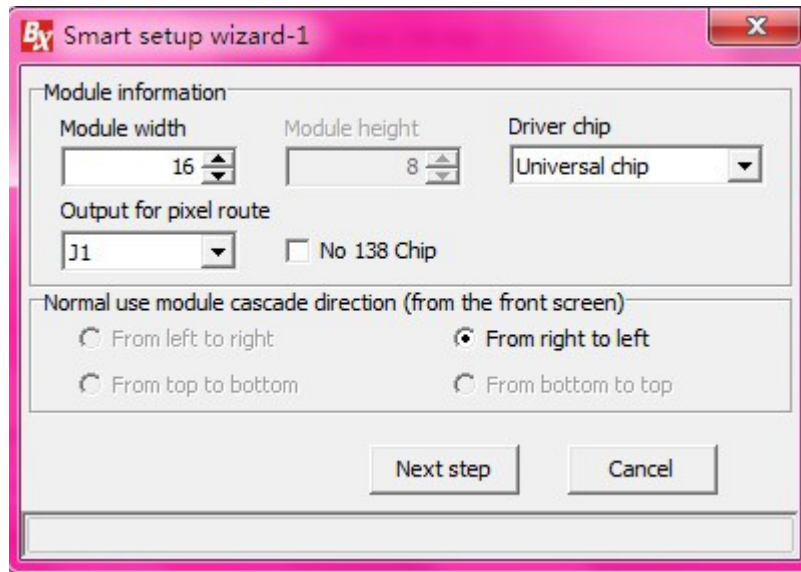 BX Smart setup wizard-1
Module information
Module width Module height Driver chip
16 8 Universal chip
Output for pixel route
J1 No 138 Chip
Normal use module cascade direction (from the front screen)
From left to right From right to left
From top to bottom From bottom to top
Next step Cancel